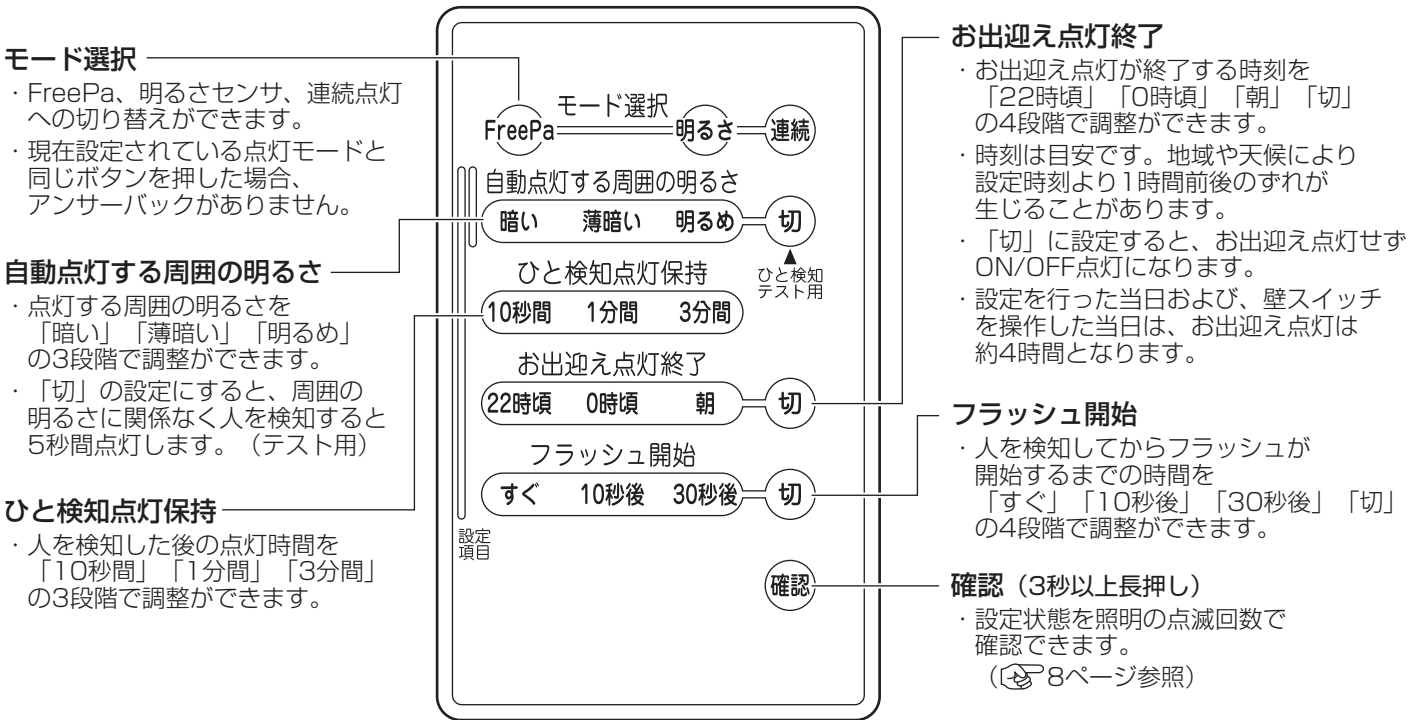 モード選択
・FreePa、明るさセンサ、連続点灯
への切り替えができます。
・現在設定されている点灯モードと
同じボタンを押した場合、
アンサーバックがありません。
自動点灯する周囲の明るさ
・点灯する周囲の明るさを
「暗い」「薄暗い」「明るめ」
の3段階で調整ができます。
・「切」の設定にすると、周囲の
明るさに関係なく人を検知すると
5秒間点灯します。（テスト用）
ひと検知点灯保持
・人を検知した後の点灯時間を
「10秒間」「1分間」「3分間」
の3段階で調整ができます。
モード選択
FreePa 明るさ 連続
自動点灯する周囲の明るさ
暗い 薄暗い 明るめ 切
▲
ひと検知
テスト用
ひと検知点灯保持
10秒間 1分間 3分間
お出迎え点灯終了
22時頃 0時頃 朝 切
フラッシュ開始
すぐ 10秒後 30秒後 切
設定
項目
確認
お出迎え点灯終了
・お出迎え点灯が終了する時刻を
「22時頃」「0時頃」「朝」「切」
の4段階で調整ができます。
・時刻は目安です。地域や天候により
設定時刻より1時間前後のずれが
生じることがあります。
・「切」に設定すると、お出迎え点灯せず
ON/OFF点灯になります。
・設定を行った当日および、壁スイッチ
を操作した当日は、お出迎え点灯は
約4時間となります。
フラッシュ開始
・人を検知してからフラッシュが
開始するまでの時間を
「すぐ」「10秒後」「30秒後」「切」
の4段階で調整ができます。
確認（3秒以上長押し）
・設定状態を照明の点滅回数で
確認できます。
（8ページ参照）